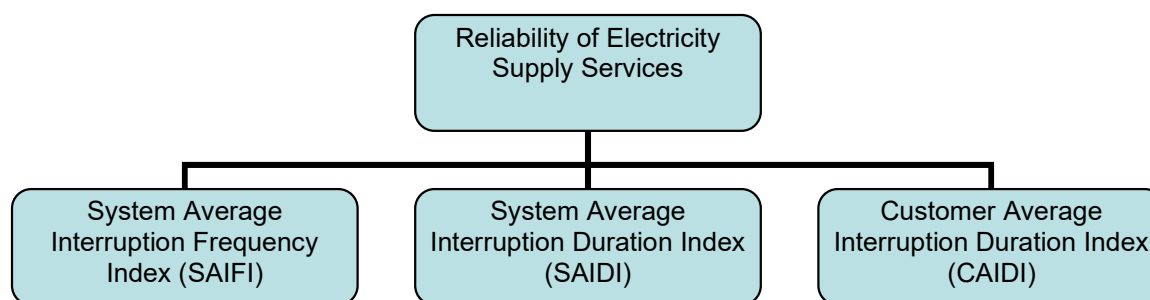 Reliability of Electricity
Supply Services
System Average
Interruption Frequency
Index (SAIFI)
System Average
Interruption Duration Index
(SAIDI)
Customer Average
Interruption Duration Index
(CAIDI)